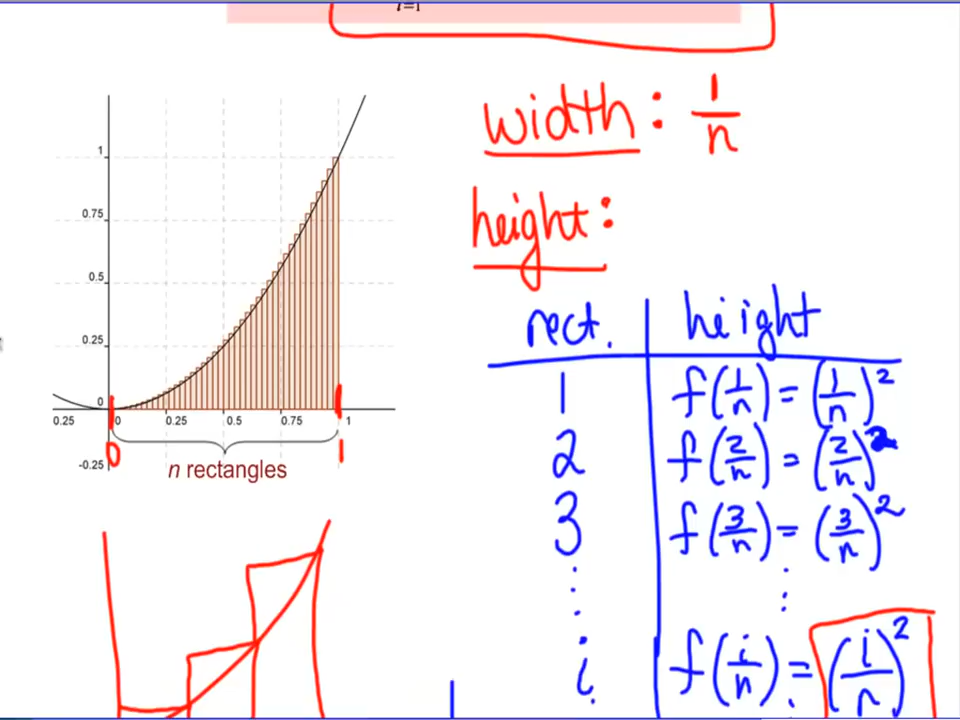 i=1
width: 1/n
height:
1
0.75
0.5
0.25
0
0.25 0 0.25 0.5 0.75 1
0 1
-0.25
n rectangles
rect. height
1 f(1/n) = (1/n)²
2 f(2/n) = (2/n)²
3 f(3/n) = (3/n)²
⋮ ⋮
i f(i/n) = (i/n)²